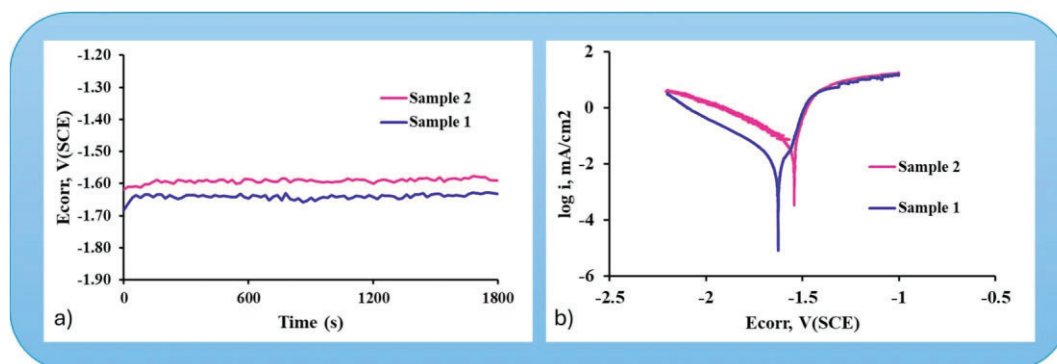 -1.20
-1.30
-1.40
-1.50
-1.60
-1.70
-1.80
-1.90
Ecorr, V(SCE)
Sample 2
Sample 1
0
600
1200
1800
Time (s)
a)
2
0
-2
-4
-6
log i, mA/cm2
Sample 2
Sample 1
-2.5
-2
-1.5
-1
-0.5
Ecorr, V(SCE)
b)